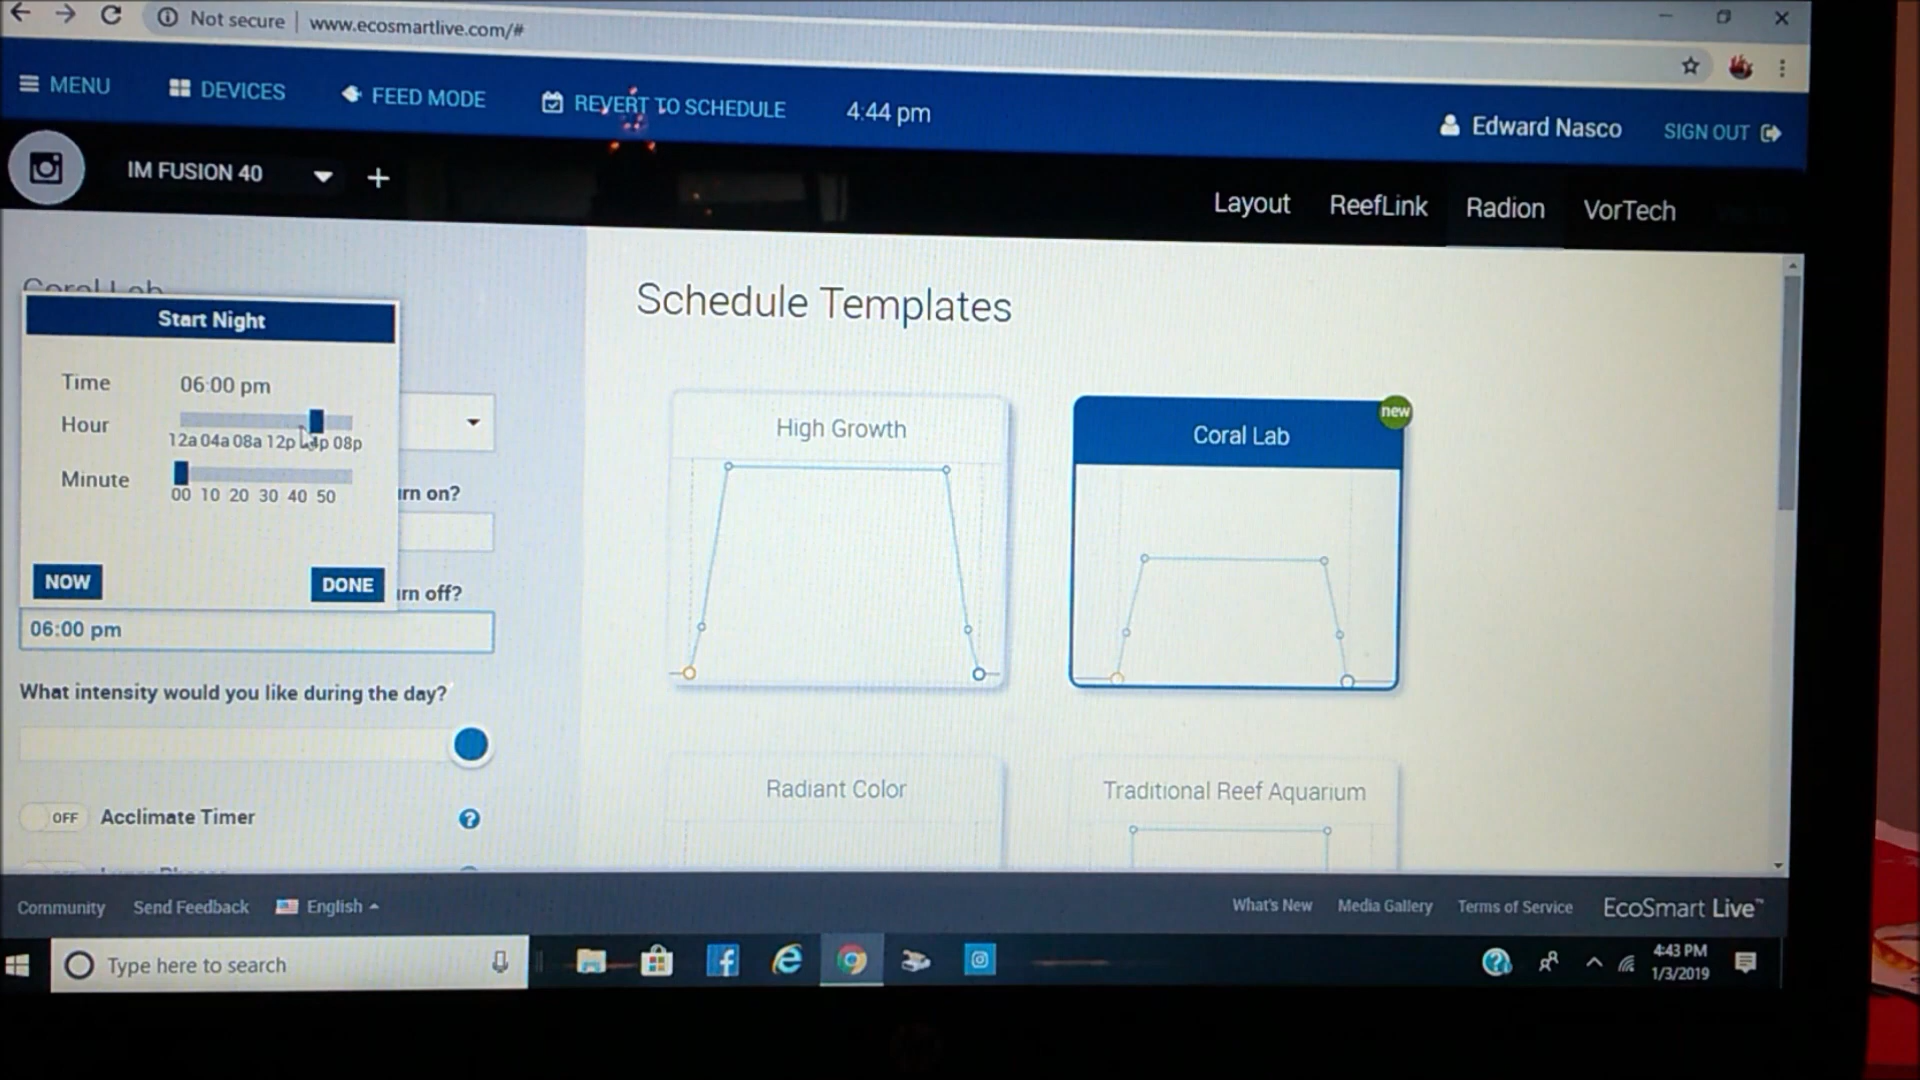 Not secure | www.ecosmartlive.com/#
MENU
DEVICES
FEED MODE
REVERT TO SCHEDULE
4:44 pm
Edward Nasco
SIGN OUT
IM FUSION 40
Layout
ReefLink
Radion
VorTech
Coral Lab
Start Night
Time 06:00 pm
Hour
12a 04a 08a 12p 04p 08p
Minute
00 10 20 30 40 50
urn on?
NOW
DONE
urn off?
06:00 pm
What intensity would you like during the day?
OFF Acclimate Timer ?
Schedule Templates
High Growth
new
Coral Lab
Radiant Color
Traditional Reef Aquarium
Community
Send Feedback
English
What's New
Media Gallery
Terms of Service
EcoSmart Live™
Type here to search
4:43 PM
1/3/2019